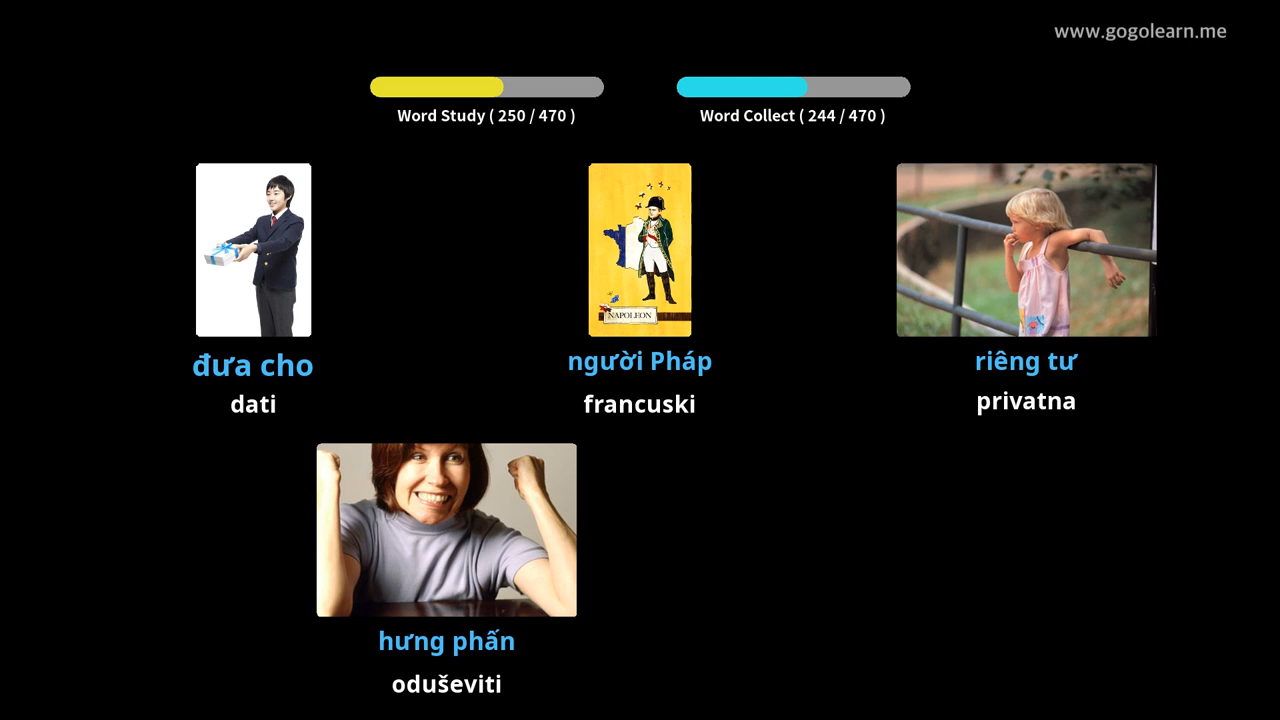 www.gogolearn.me
Word Study ( 250 / 470 )
Word Collect ( 244 / 470 )
NAPOLEON
đưa cho
người Pháp
riêng tư
dati
francuski
privatna
hưng phấn
oduševiti